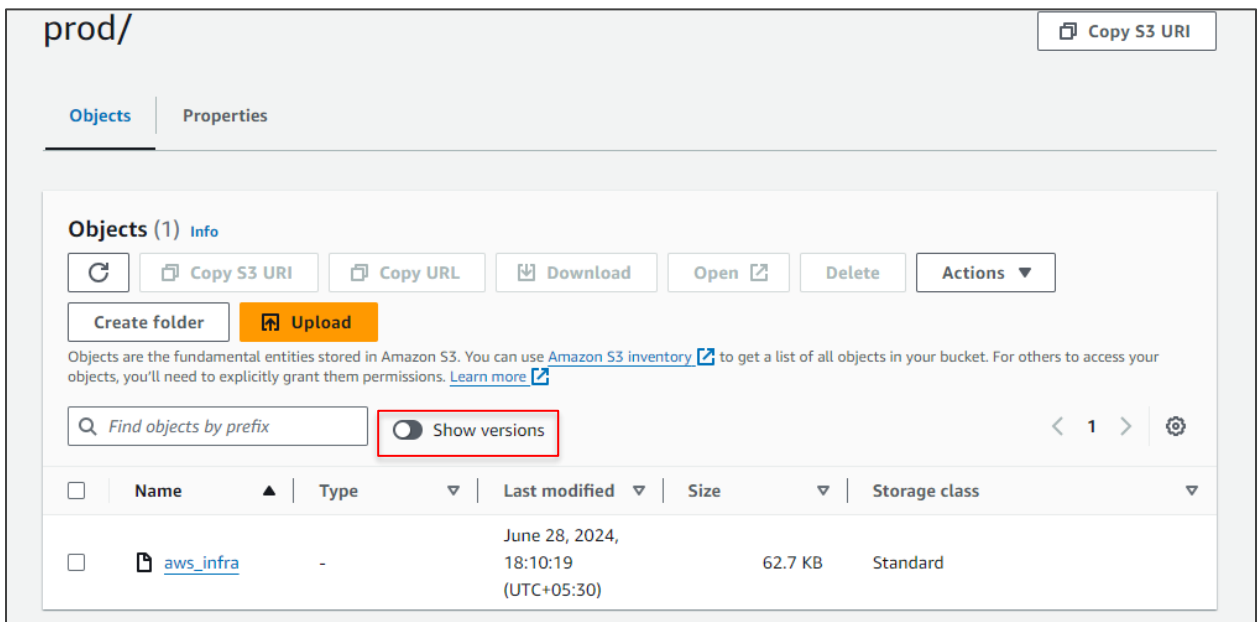 prod/
Copy S3 URI
Objects
Properties
Objects (1) Info
Copy S3 URI
Copy URL
Download
Open
Delete
Actions
Create folder
Upload
Objects are the fundamental entities stored in Amazon S3. You can use Amazon S3 inventory to get a list of all objects in your bucket. For others to access your
objects, you'll need to explicitly grant them permissions. Learn more
Find objects by prefix
Show versions
1
Name
Type
Last modified
Size
Storage class
aws_infra
-
June 28, 2024,
18:10:19
(UTC+05:30)
62.7 KB
Standard